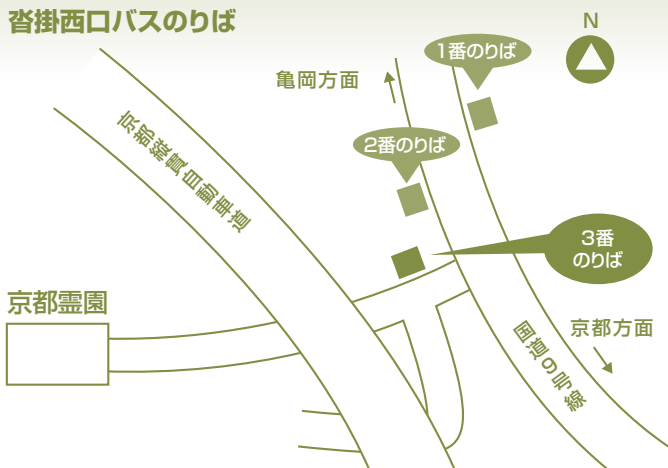 沓掛西口バスのりば
N
1番のりば
亀岡方面
2番のりば
京都縦貫自動車道
3番
のりば
京都霊園
国道9号線
京都方面